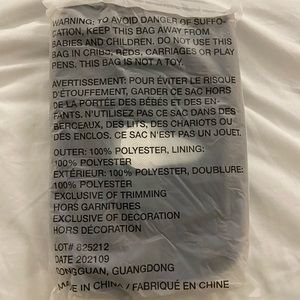 WARNING: TO AVOID DANGER OF SUFFO-
CATION, KEEP THIS BAG AWAY FROM
BABIES AND CHILDREN. DO NOT USE THIS
BAG IN CRIBS, BEDS, CARRIAGES OR PLAY
PENS. THIS BAG IS NOT A TOY.
AVERTISSEMENT: POUR ÉVITER LE RISQUE
D'ÉTOUFFEMENT, GARDER CE SAC HORS
DE LA PORTÉE DES BÉBÉS ET DES EN-
FANTS. N'UTILISEZ PAS CE SAC DANS DES
BERCEAUX, DES LITS, DES CHARIOTS OU
DES ENCLOS. CE SAC N'EST PAS UN JOUET.
OUTER: 100% POLYESTER, LINING:
100% POLYESTER
EXTÉRIEUR: 100% POLYESTER, DOUBLURE:
100% POLYESTER
EXCLUSIVE OF TRIMMING
HORS GARNITURES
EXCLUSIVE OF DECORATION
HORS DÉCORATION
LOT# 825212
DATE 202109
DONGGUAN, GUANGDONG
MADE IN CHINA / FABRIQUÉ EN CHINE